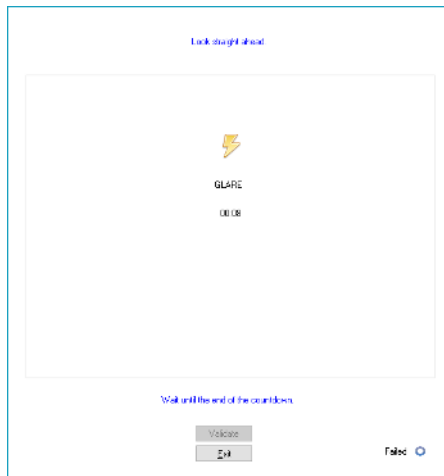 Look straight ahead
GLARE
00:08
Wait until the end of the countdown.
Validate
Exit
Failed